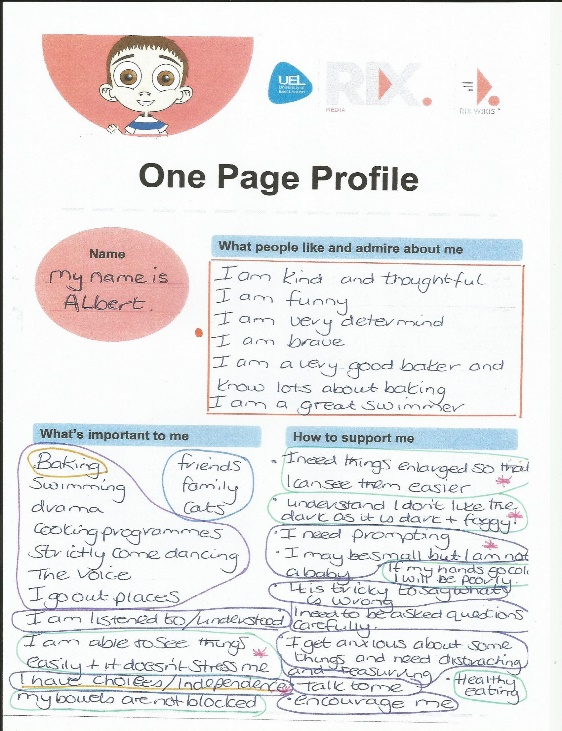 UEL
University of East London
RIX.
MEDIA
RIX WIKIS
One Page Profile
Name
My name is
Albert.
What people like and admire about me
I am kind and thoughtful
I am funny
I am very determind
I am brave
I am a very good baker and
know lots about baking
I am a great swimmer
What's important to me
Baking
Swimming
drama
friends
family
cats
cooking programmes
Strictly come dancing
The Voice
I go out places
I am listened to/understood
I am able to see things
easily + it doesn't stress me
I have choices/independence
my bowels are not blocked
How to support me
• I need things enlarged so that
I can see them easier
• understand I don't like the
dark as it is dark + foggy.
• I need prompting
• I may be small but I am not
a baby
If my hands go col
I will be poorly.
• It is tricky to say what
is wrong
I need to be asked questions
carefully.
• I get anxious about some
things and need distracting
and reasurring
• Talk to me
• Healthy
eating
• encourage me